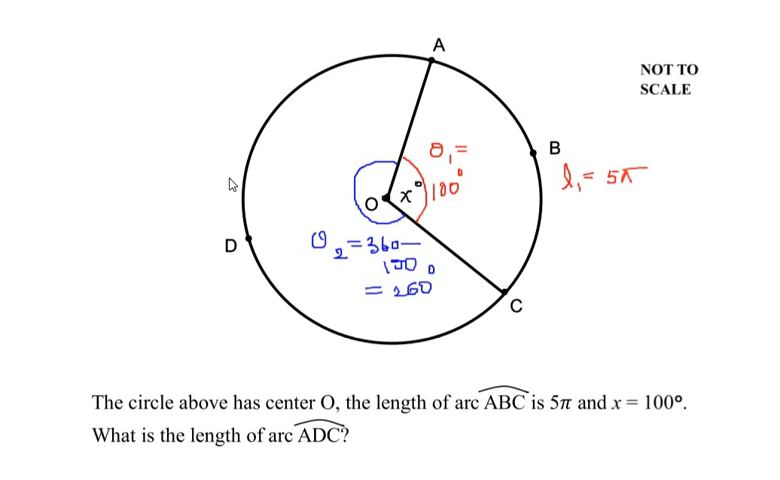 A
NOT TO
SCALE
B
θ₁ =
100°
l₁ = 5π
O
x°
D
θ₂ = 360 –
100°
= 260
C
The circle above has center O, the length of arc ABC is 5π and x = 100°.
What is the length of arc ADC?